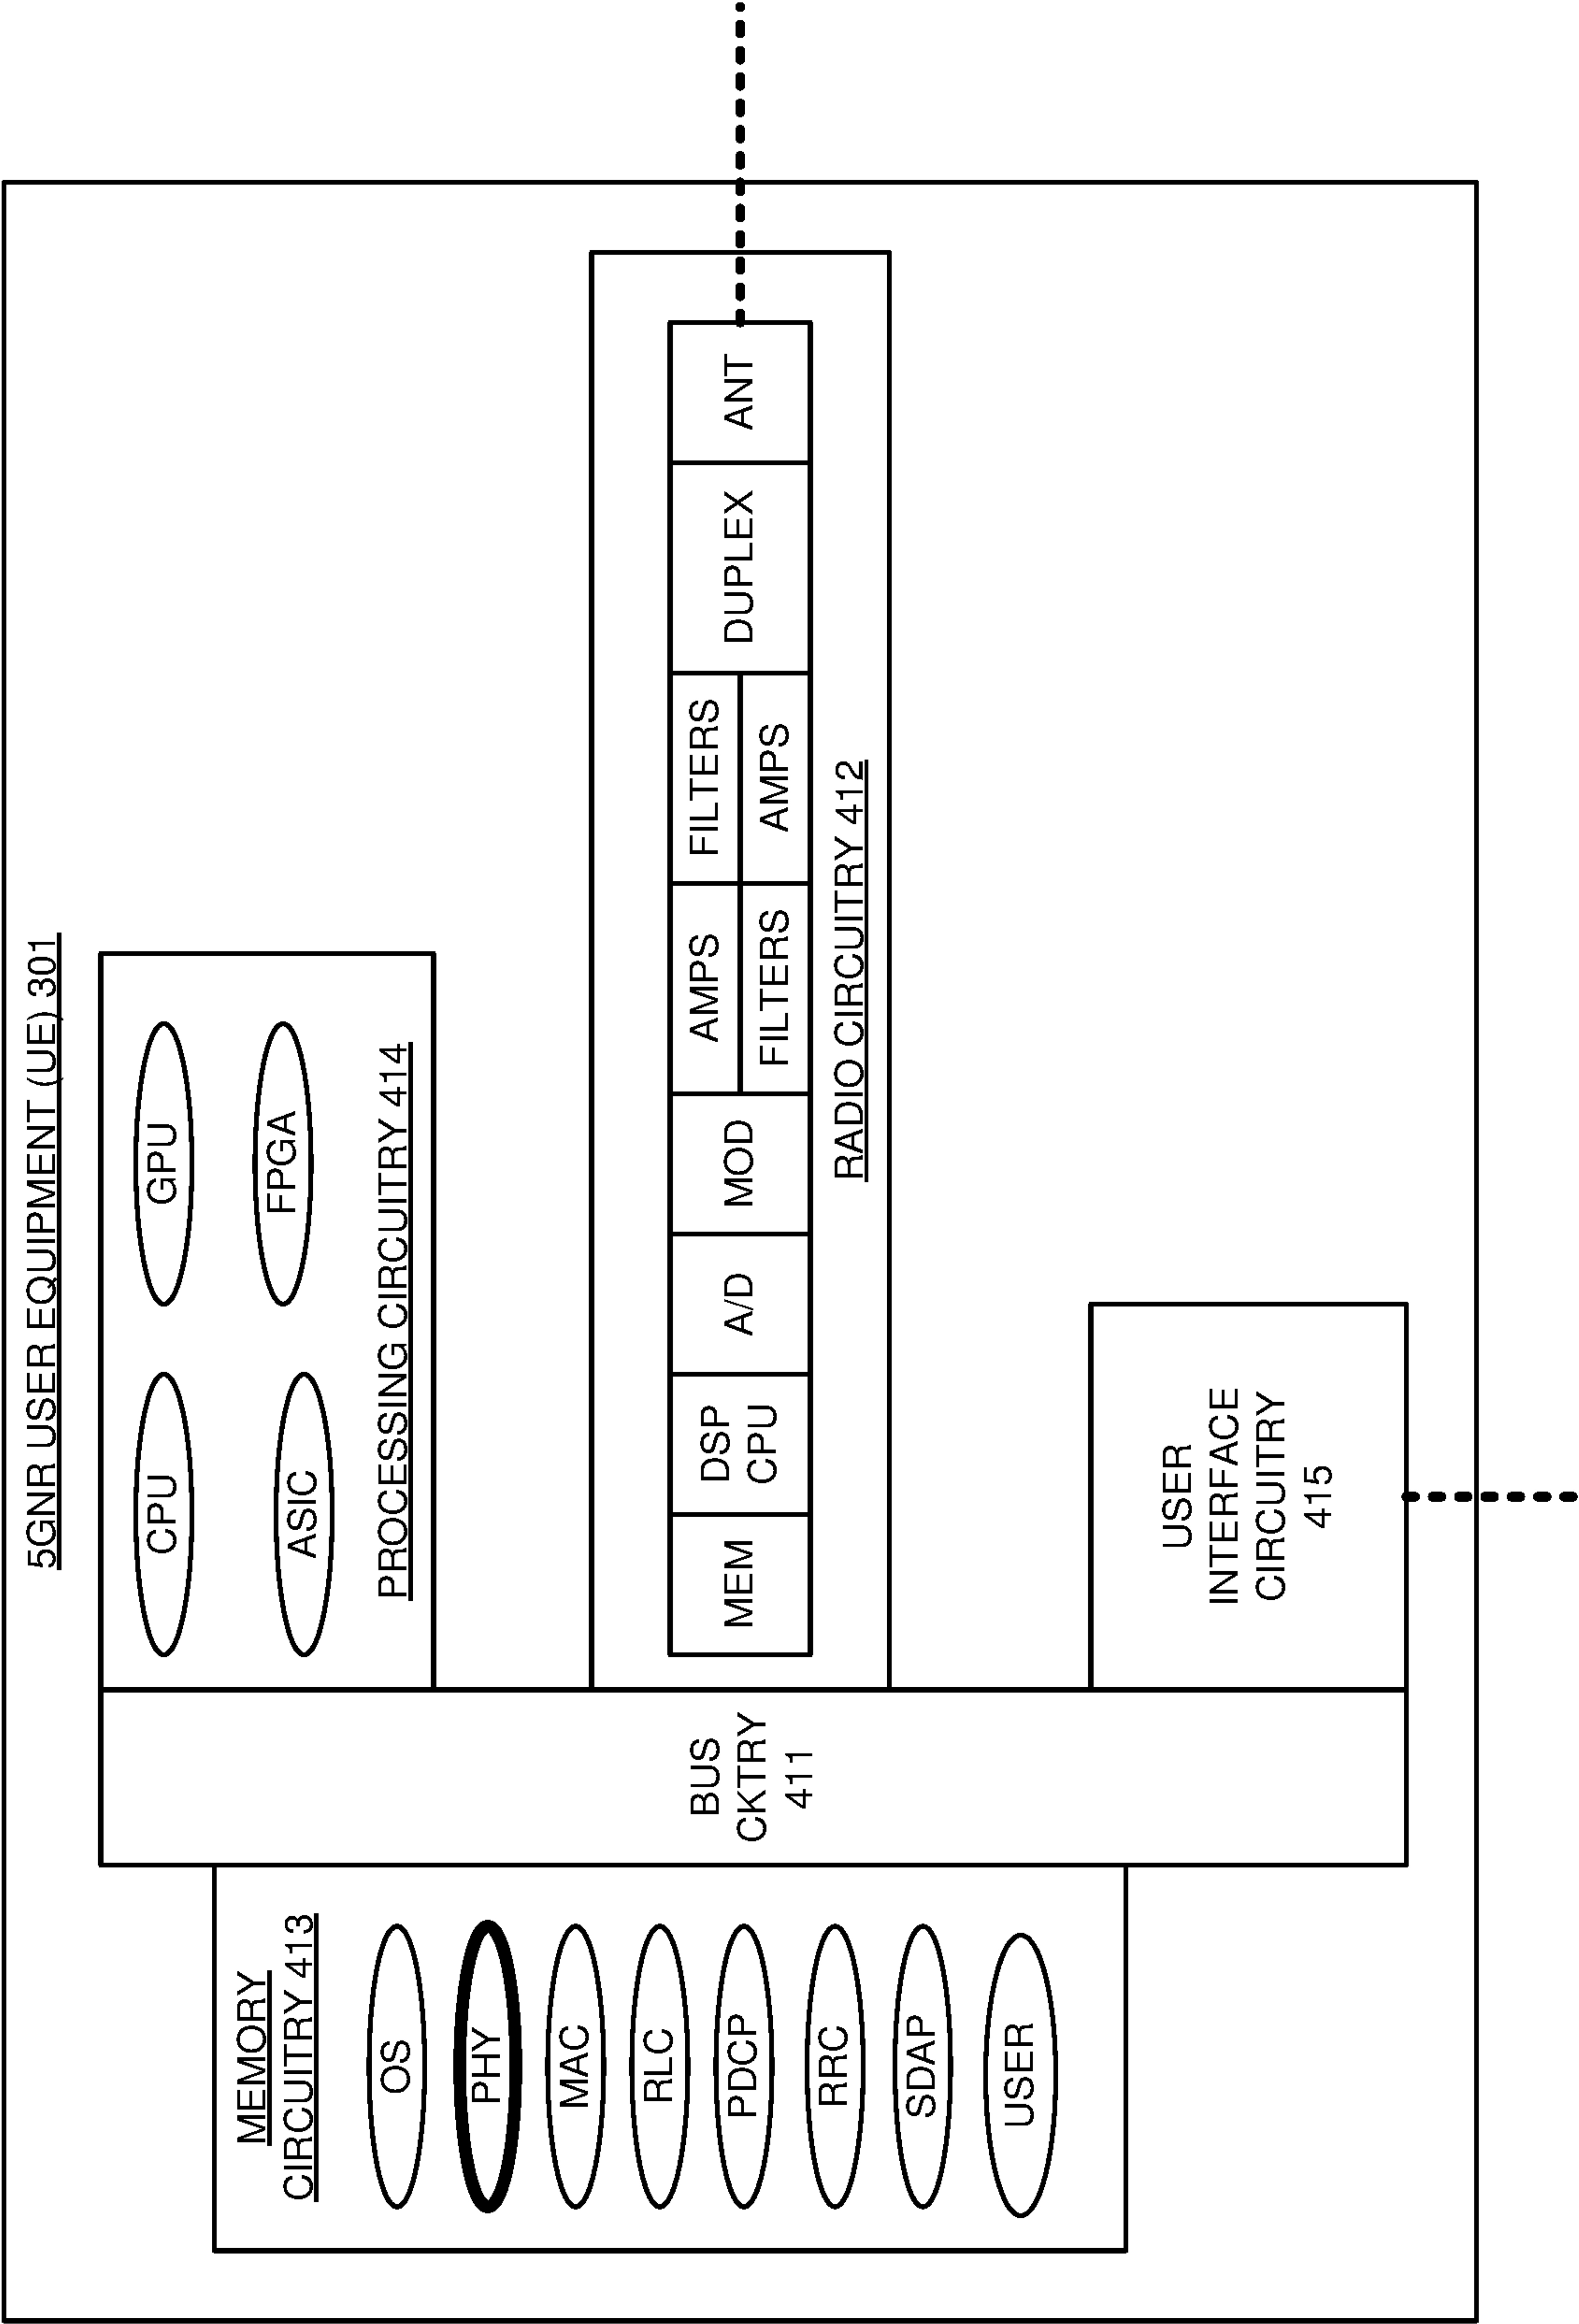 5GNR USER EQUIPMENT (UE) 301
MEMORY
CIRCUITRY 413
OS
PHY
MAC
RLC
PDCP
RRC
SDAP
USER
BUS
CKTRY
411
CPU
GPU
ASIC
FPGA
PROCESSING CIRCUITRY 414
MEM
DSP
CPU
A/D
MOD
AMPS
FILTERS
FILTERS
AMPS
DUPLEX
ANT
RADIO CIRCUITRY 412
USER
INTERFACE
CIRCUITRY
415